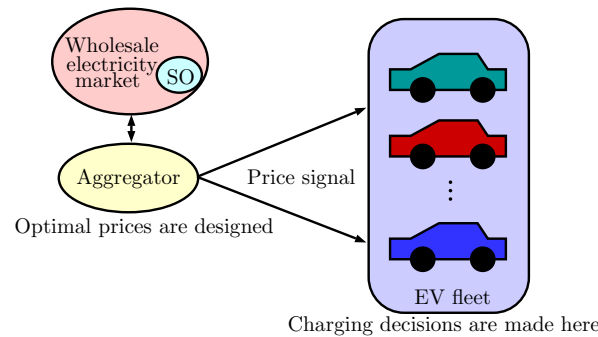 Wholesale
electricity
market
SO
Aggregator
Price signal
Optimal prices are designed
EV fleet
Charging decisions are made here